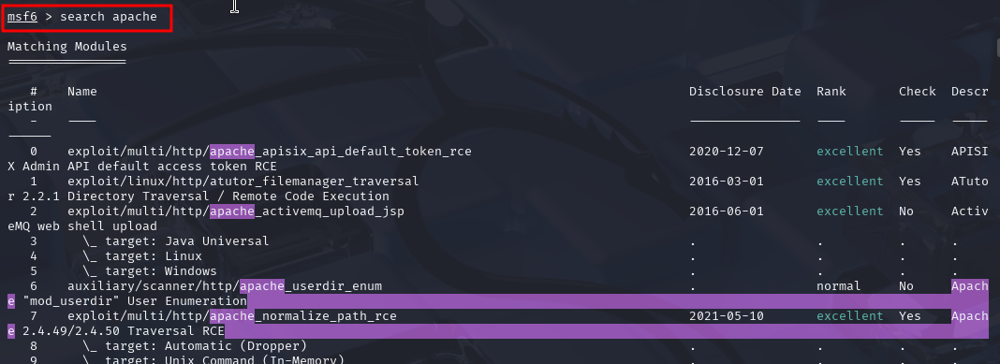 msf6 > search apache
Matching Modules
================
# Name Disclosure Date Rank Check Descr
iption
- ---- --------------- ---- ----- -----
------
0 exploit/multi/http/apache_apisix_api_default_token_rce 2020-12-07 excellent Yes APISI
X Admin API default access token RCE
1 exploit/linux/http/atutor_filemanager_traversal 2016-03-01 excellent Yes ATuto
r 2.2.1 Directory Traversal / Remote Code Execution
2 exploit/multi/http/apache_activemq_upload_jsp 2016-06-01 excellent No Activ
eMQ web shell upload
3 \_ target: Java Universal . . . .
4 \_ target: Linux . . . .
5 \_ target: Windows . . . .
6 auxiliary/scanner/http/apache_userdir_enum . normal No Apach
e "mod_userdir" User Enumeration
7 exploit/multi/http/apache_normalize_path_rce 2021-05-10 excellent Yes Apach
e 2.4.49/2.4.50 Traversal RCE
8 \_ target: Automatic (Dropper) . . . .
9 \_ target: Unix Command (In-Memory) . . . .